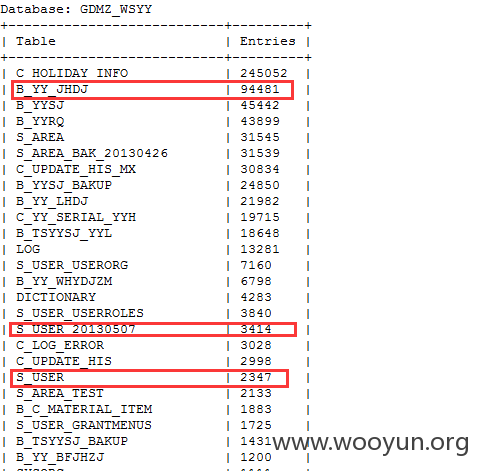 Database: GDMZ_WSYY
| Table | Entries |
| C_HOLIDAY_INFO | 245052 |
| B_YY_JHDJ | 94481 |
| B_YYSJ | 45442 |
| B_YYRQ | 43899 |
| S_AREA | 31545 |
| S_AREA_BAK_20130426 | 31539 |
| C_UPDATE_HIS_MX | 30834 |
| B_YYSJ_BAKUP | 24850 |
| B_YY_LHDJ | 21982 |
| C_YY_SERIAL_YYH | 19715 |
| B_TSYYSJ_YYL | 18648 |
| LOG | 13281 |
| S_USER_USERORG | 7160 |
| B_YY_WHYDJZM | 6798 |
| DICTIONARY | 4283 |
| S_USER_USERROLES | 3840 |
| S_USER_20130507 | 3414 |
| C_LOG_ERROR | 3028 |
| C_UPDATE_HIS | 2998 |
| S_USER | 2347 |
| S_AREA_TEST | 2133 |
| B_C_MATERIAL_ITEM | 1883 |
| S_USER_GRANTMENUS | 1725 |
| B_TSYYSJ_BAKUP | 1431 |
www.wooyun.org
| B_YY_BFJHZJ | 1200 |